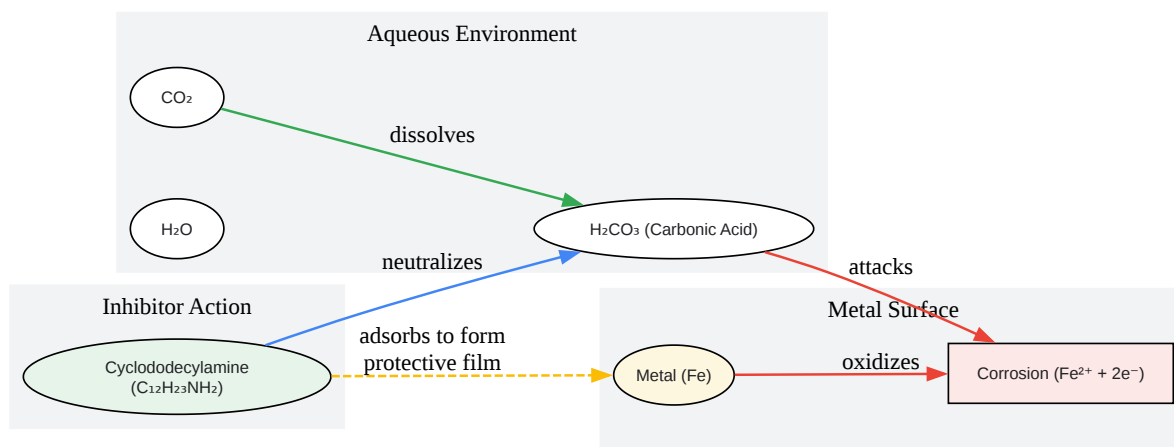 Aqueous Environment
CO₂
dissolves
H₂O
H₂CO₃ (Carbonic Acid)
neutralizes
attacks
Inhibitor Action
Metal Surface
adsorbs to form
protective film
Cyclododecylamine
(C₁₂H₂₃NH₂)
Metal (Fe)
oxidizes
Corrosion (Fe²⁺ + 2e⁻)